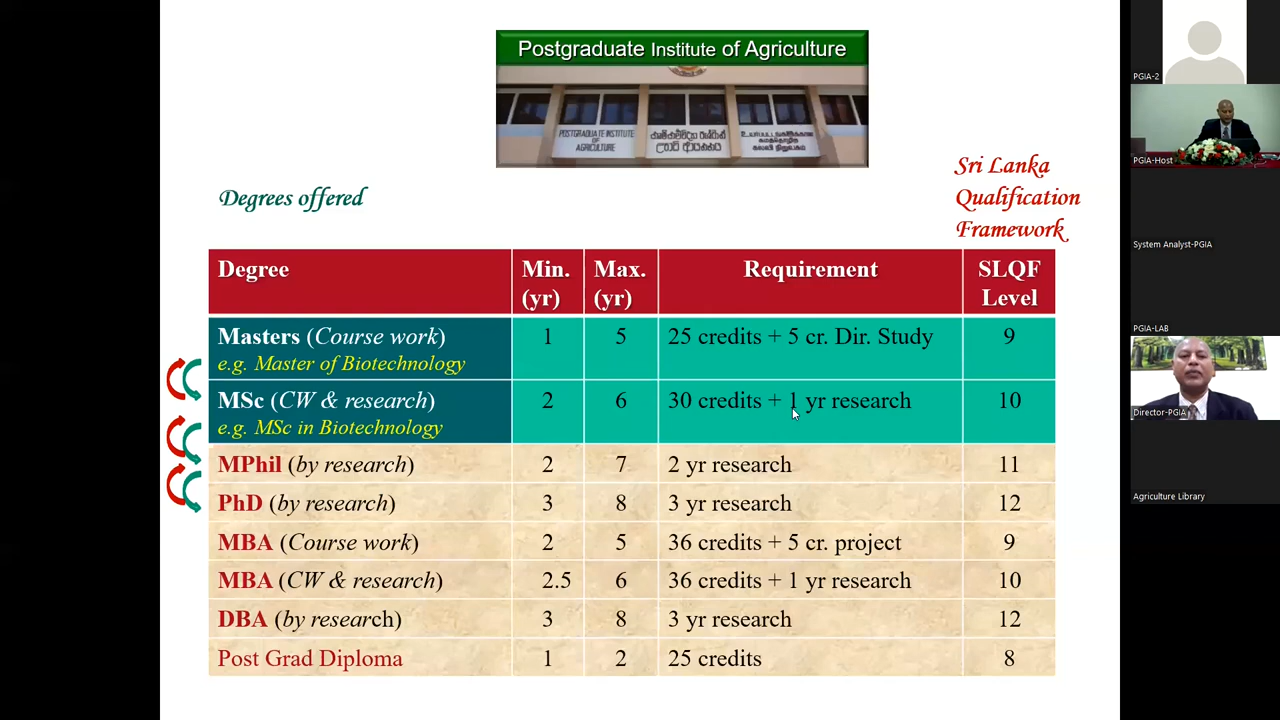 Postgraduate Institute of Agriculture
POSTGRADUATE INSTITUTE
OF
AGRICULTURE
Degrees offered
Sri Lanka
Qualification
Framework
Degree Min. (yr) Max. (yr) Requirement SLQF Level
Masters (Course work) 1 5 25 credits + 5 cr. Dir. Study 9
e.g. Master of Biotechnology
MSc (CW & research) 2 6 30 credits + 1 yr research 10
e.g. MSc in Biotechnology
MPhil (by research) 2 7 2 yr research 11
PhD (by research) 3 8 3 yr research 12
MBA (Course work) 2 5 36 credits + 5 cr. project 9
MBA (CW & research) 2.5 6 36 credits + 1 yr research 10
DBA (by research) 3 8 3 yr research 12
Post Grad Diploma 1 2 25 credits 8
PGIA-2
PGIA-Host
System Analyst-PGIA
PGIA-LAB
Director-PGIA
Agriculture Library